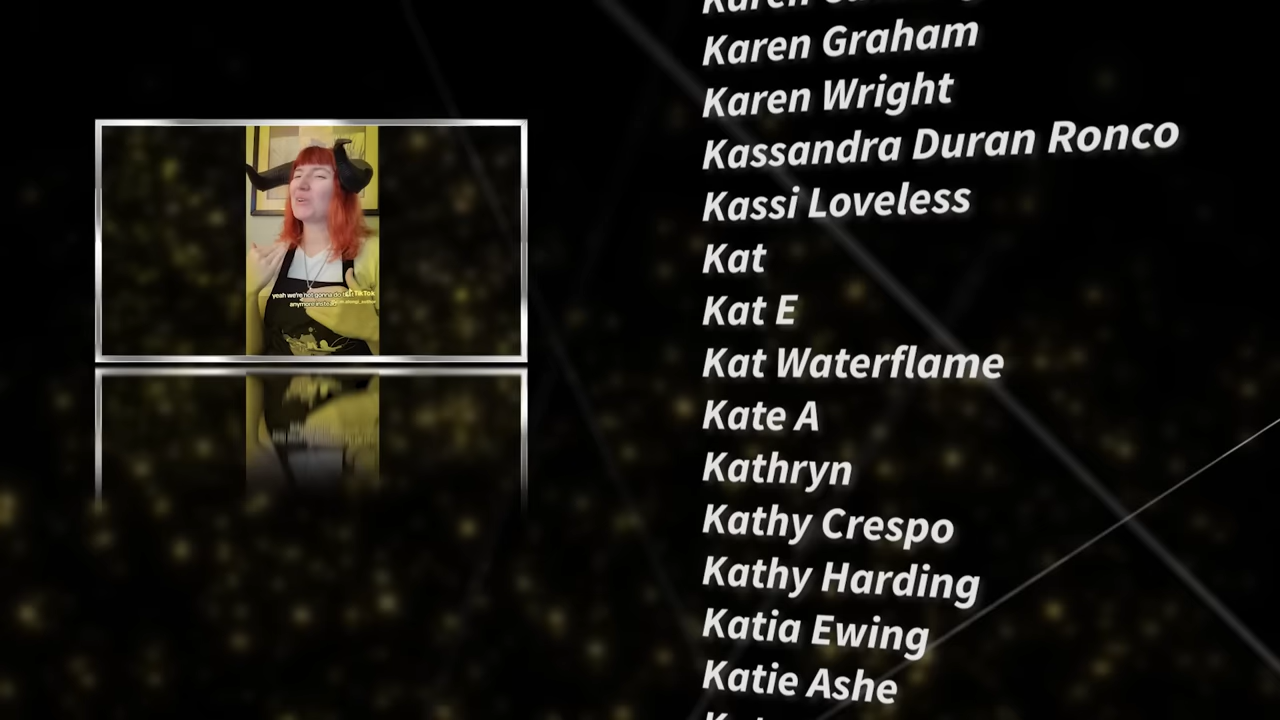 Karen
Karen Graham
Karen Wright
Kassandra Duran Ronco
Kassi Loveless
Kat
Kat E
Kat Waterflame
Kate A
Kathryn
Kathy Crespo
Kathy Harding
Katia Ewing
Katie Ashe
yeah we're not gonna do
TikTok
anymore